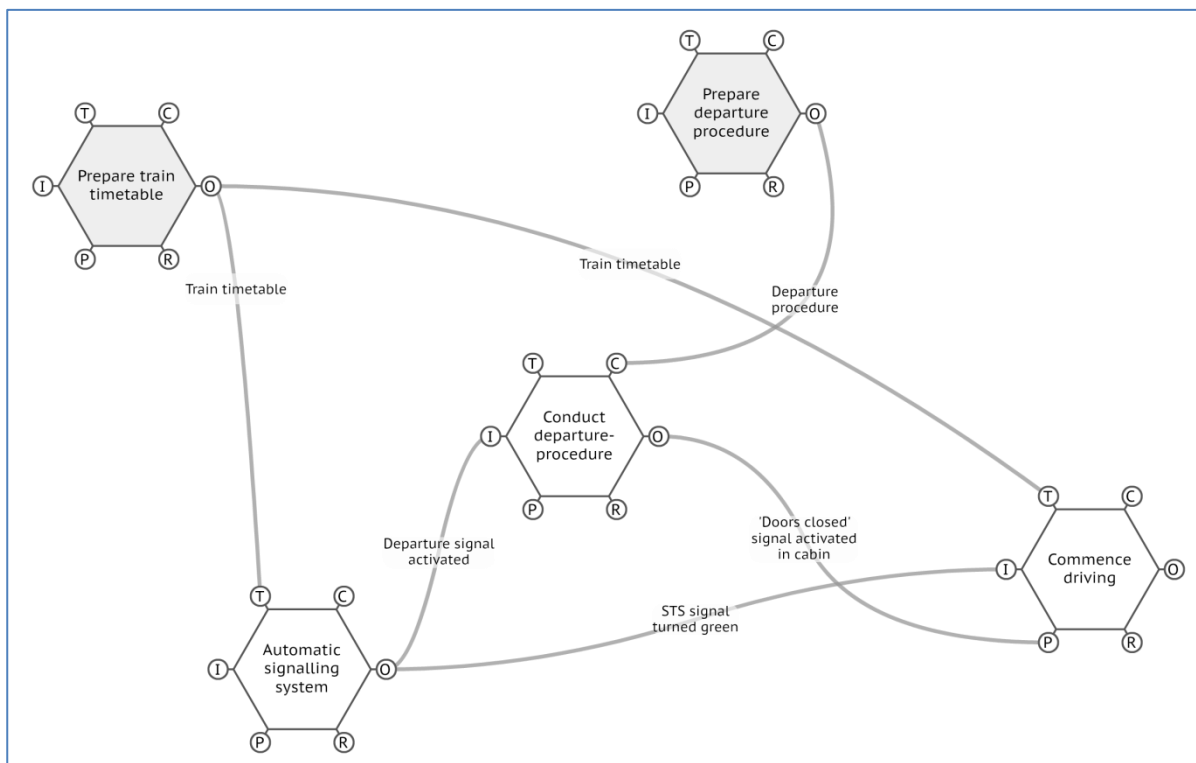 T
C
Prepare
departure
procedure
I
O
P
R
T
C
Prepare train
timetable
I
O
P
R
Train timetable
Train timetable
Departure
procedure
T
C
Conduct
departure-
procedure
I
O
P
R
Departure signal
activated
'Doors closed'
signal activated
in cabin
T
C
Commence
driving
I
O
P
R
STS signal
turned green
T
C
Automatic
signalling
system
I
O
P
R